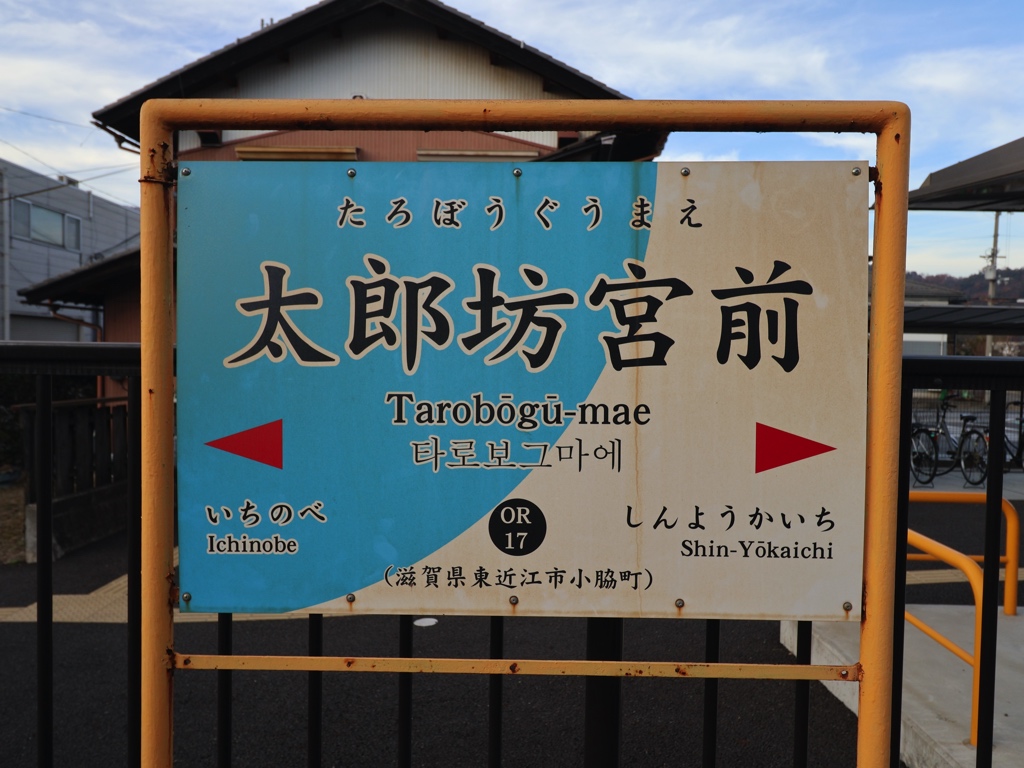 たろぼうぐうまえ
太郎坊宮前
Tarobōgū-mae
타로보그마에
いちのべ
Ichinobe
OR
17
しんようかいち
Shin-Yōkaichi
(滋賀県東近江市小脇町)